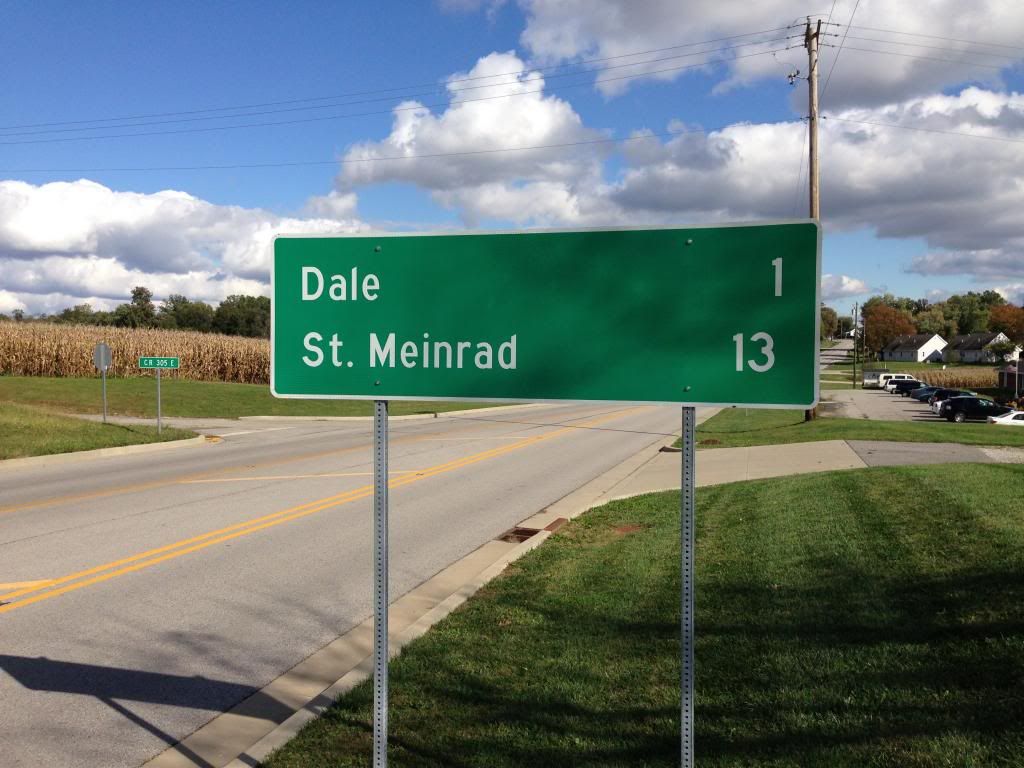 Dale 1
St. Meinrad 13
CR 305 E